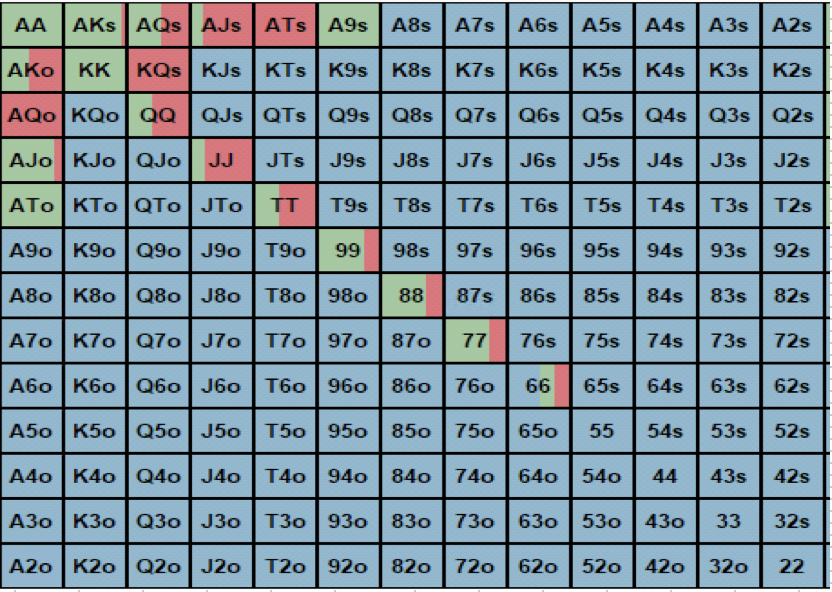 AA AKs AQs AJs ATs A9s A8s A7s A6s A5s A4s A3s A2s
AKo KK KQs KJs KTs K9s K8s K7s K6s K5s K4s K3s K2s
AQo KQo QQ QJs QTs Q9s Q8s Q7s Q6s Q5s Q4s Q3s Q2s
AJo KJo QJo JJ JTs J9s J8s J7s J6s J5s J4s J3s J2s
ATo KTo QTo JTo TT T9s T8s T7s T6s T5s T4s T3s T2s
A9o K9o Q9o J9o T9o 99 98s 97s 96s 95s 94s 93s 92s
A8o K8o Q8o J8o T8o 98o 88 87s 86s 85s 84s 83s 82s
A7o K7o Q7o J7o T7o 97o 87o 77 76s 75s 74s 73s 72s
A6o K6o Q6o J6o T6o 96o 86o 76o 66 65s 64s 63s 62s
A5o K5o Q5o J5o T5o 95o 85o 75o 65o 55 54s 53s 52s
A4o K4o Q4o J4o T4o 94o 84o 74o 64o 54o 44 43s 42s
A3o K3o Q3o J3o T3o 93o 83o 73o 63o 53o 43o 33 32s
A2o K2o Q2o J2o T2o 92o 82o 72o 62o 52o 42o 32o 22